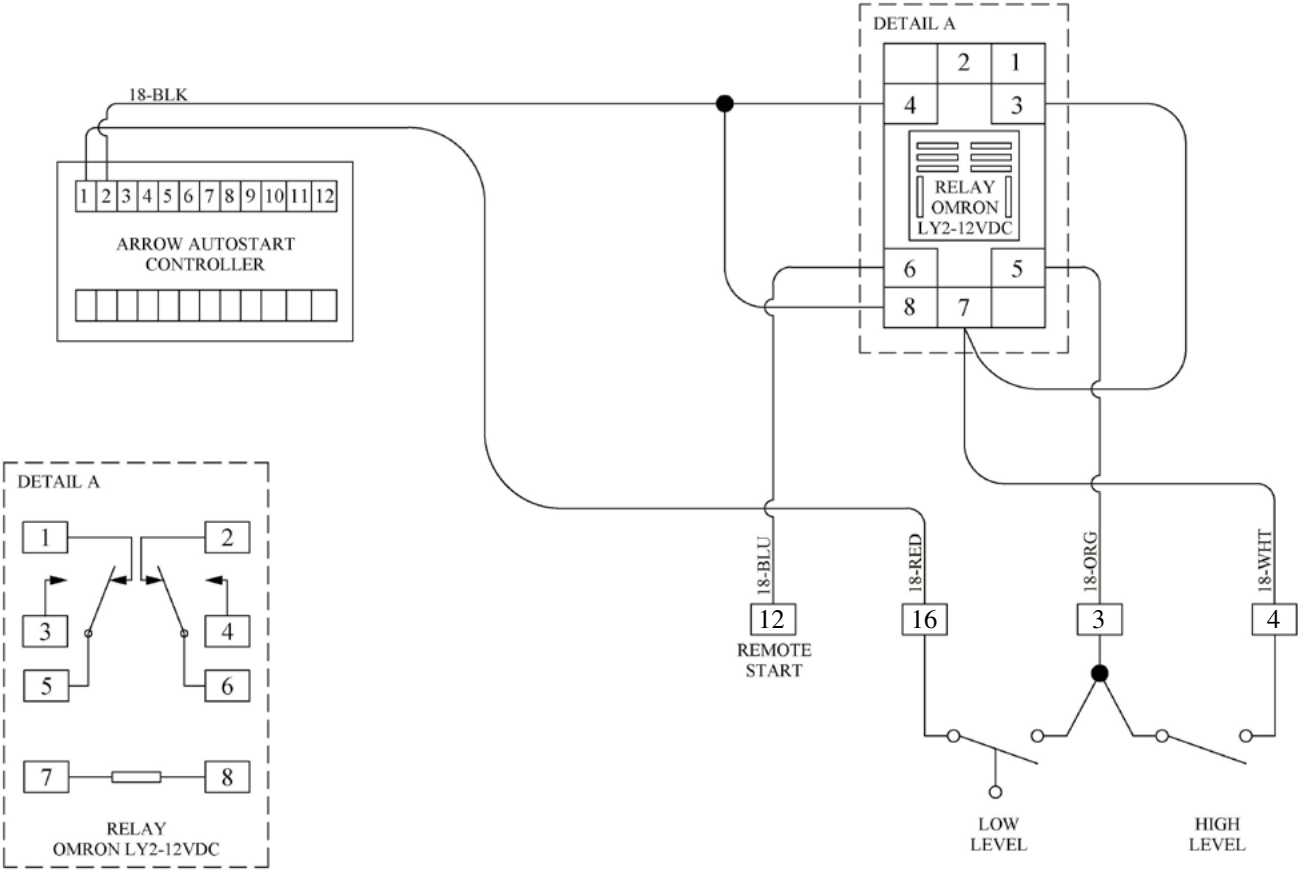 DETAIL A
2 1
4 3
18-BLK
1 2 3 4 5 6 7 8 9 10 11 12
ARROW AUTOSTART
CONTROLLER
RELAY
OMRON
LY2-12VDC
6 5
8 7
DETAIL A
1 2
3 4
5 6
7 8
RELAY
OMRON LY2-12VDC
18-BLU
18-RED
18-ORG
18-WHT
12 16 3 4
REMOTE
START
LOW
LEVEL
HIGH
LEVEL